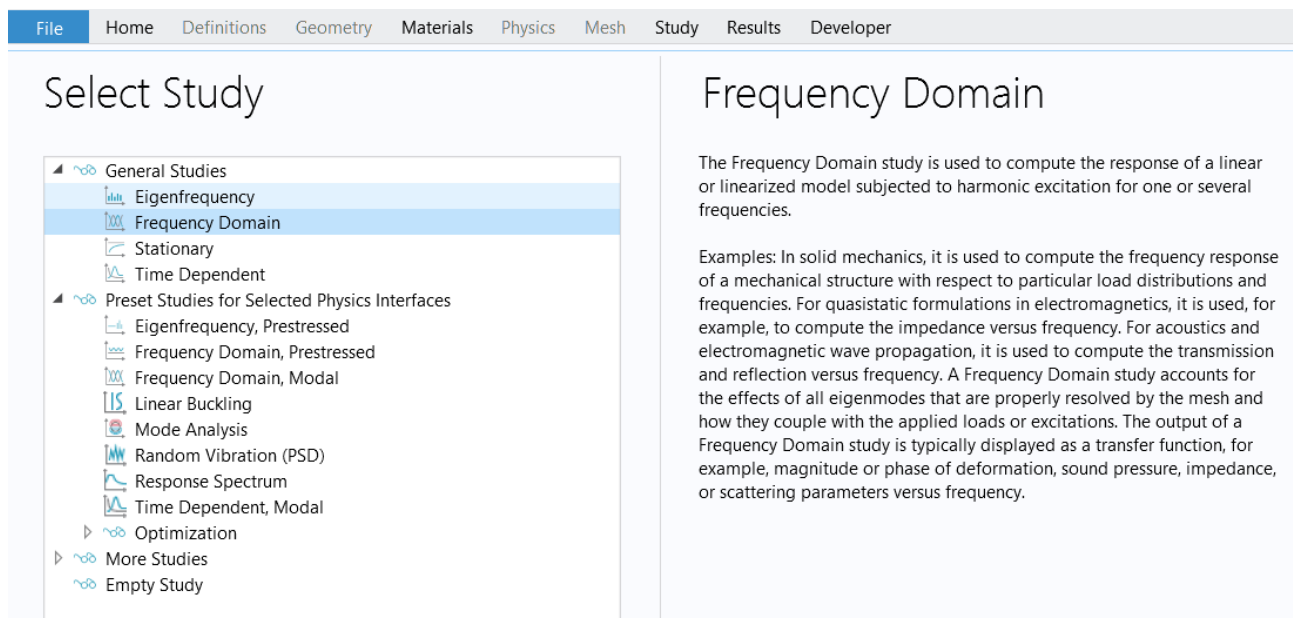 File Home Definitions Geometry Materials Physics Mesh Study Results Developer
Select Study
General Studies
Eigenfrequency
Frequency Domain
Stationary
Time Dependent
Preset Studies for Selected Physics Interfaces
Eigenfrequency, Prestressed
Frequency Domain, Prestressed
Frequency Domain, Modal
Linear Buckling
Mode Analysis
Random Vibration (PSD)
Response Spectrum
Time Dependent, Modal
Optimization
More Studies
Empty Study
Frequency Domain
The Frequency Domain study is used to compute the response of a linear
or linearized model subjected to harmonic excitation for one or several
frequencies.
Examples: In solid mechanics, it is used to compute the frequency response
of a mechanical structure with respect to particular load distributions and
frequencies. For quasistatic formulations in electromagnetics, it is used, for
example, to compute the impedance versus frequency. For acoustics and
electromagnetic wave propagation, it is used to compute the transmission
and reflection versus frequency. A Frequency Domain study accounts for
the effects of all eigenmodes that are properly resolved by the mesh and
how they couple with the applied loads or excitations. The output of a
Frequency Domain study is typically displayed as a transfer function, for
example, magnitude or phase of deformation, sound pressure, impedance,
or scattering parameters versus frequency.